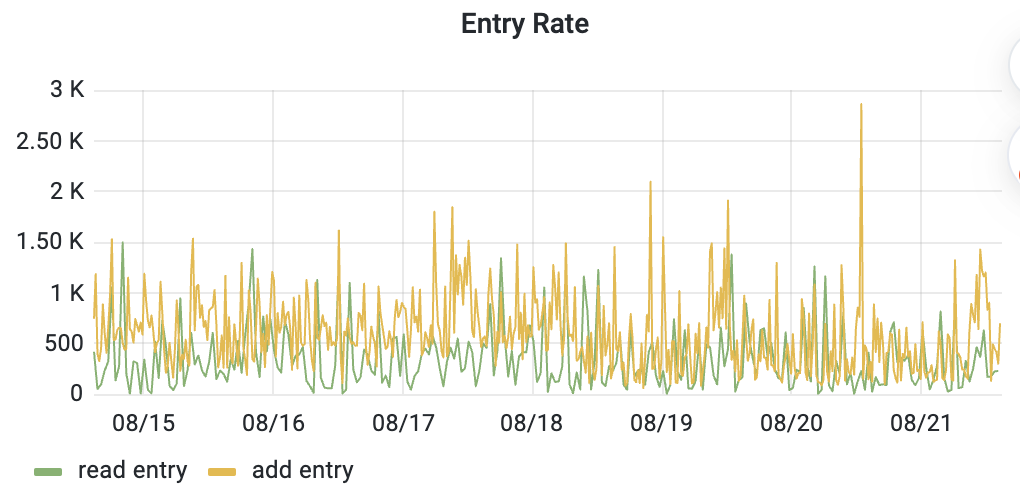 Entry Rate
3 K
2.50 K
2 K
1.50 K
1 K
500
0
08/15 08/16 08/17 08/18 08/19 08/20 08/21
read entry add entry